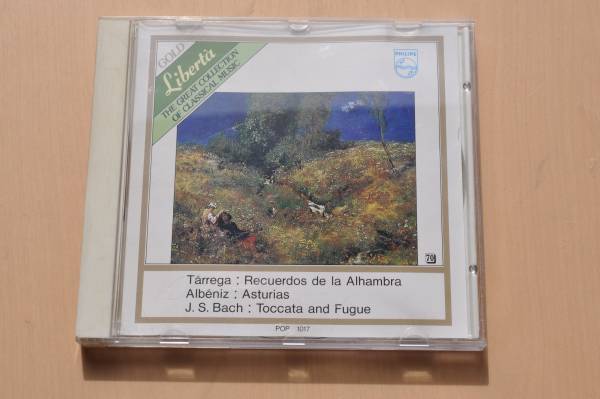 GOLD
Libertà
THE GREAT COLLECTION
OF CLASSICAL MUSIC
PHILIPS
70
Tárrega : Recuerdos de la Alhambra
Albéniz : Asturias
J. S. Bach : Toccata and Fugue
POP 1017